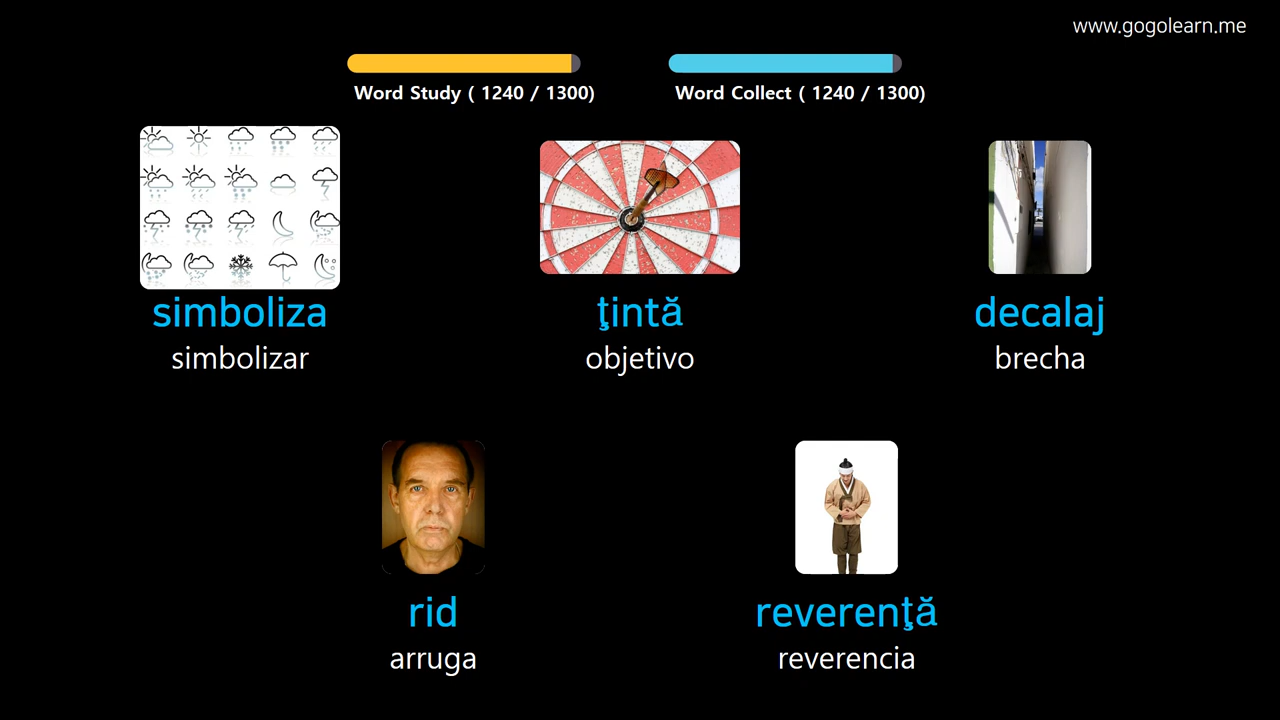 www.gogolearn.me
Word Study ( 1240 / 1300)
Word Collect ( 1240 / 1300)
simboliza
simbolizar
ţintă
objetivo
decalaj
brecha
rid
arruga
reverenţă
reverencia